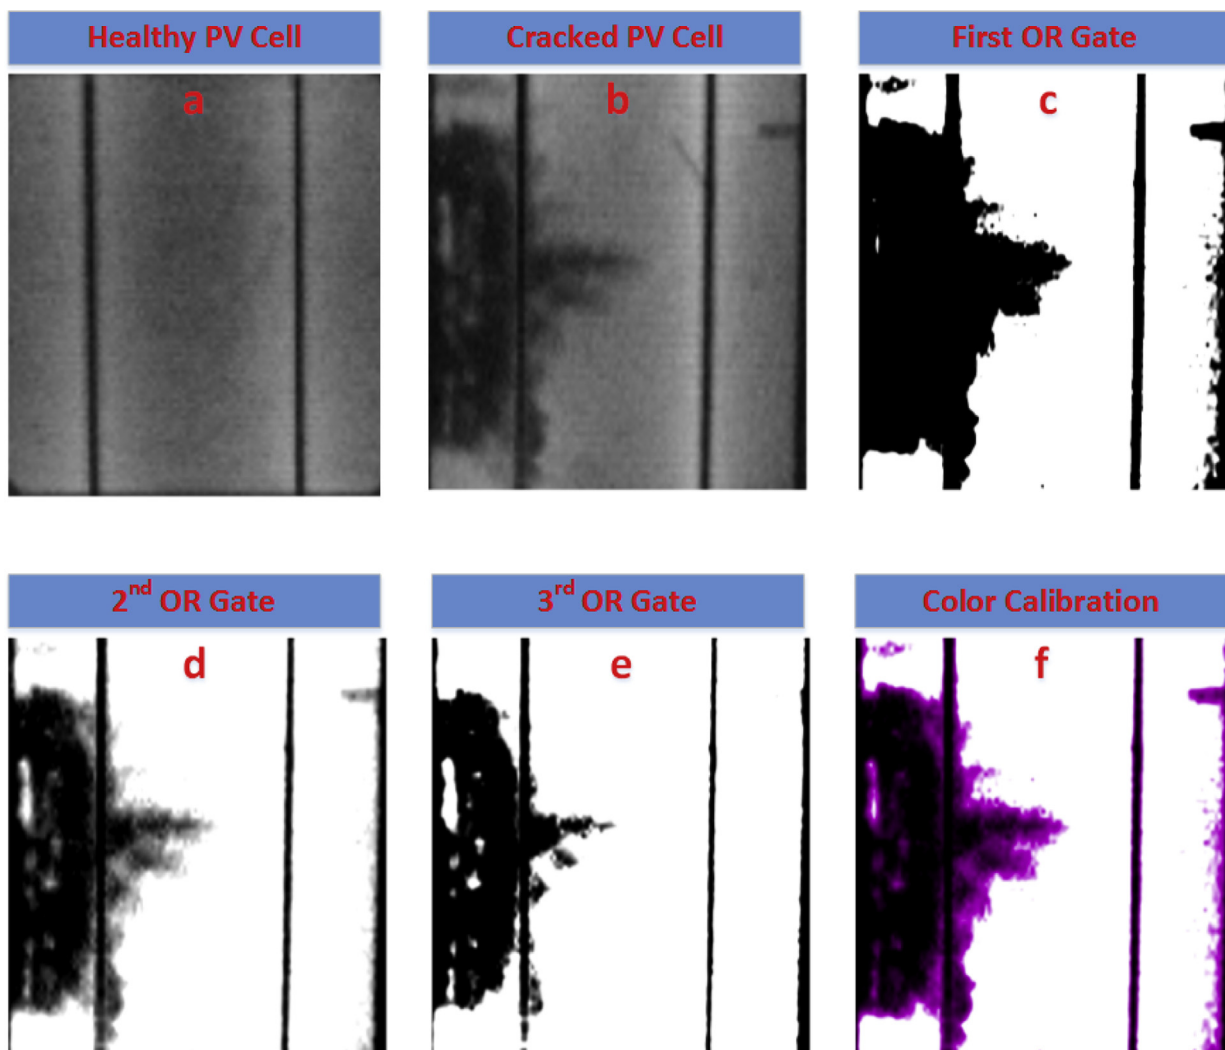 Healthy PV Cell
Cracked PV Cell
First OR Gate
a
b
c
2nd OR Gate
3rd OR Gate
Color Calibration
d
e
f